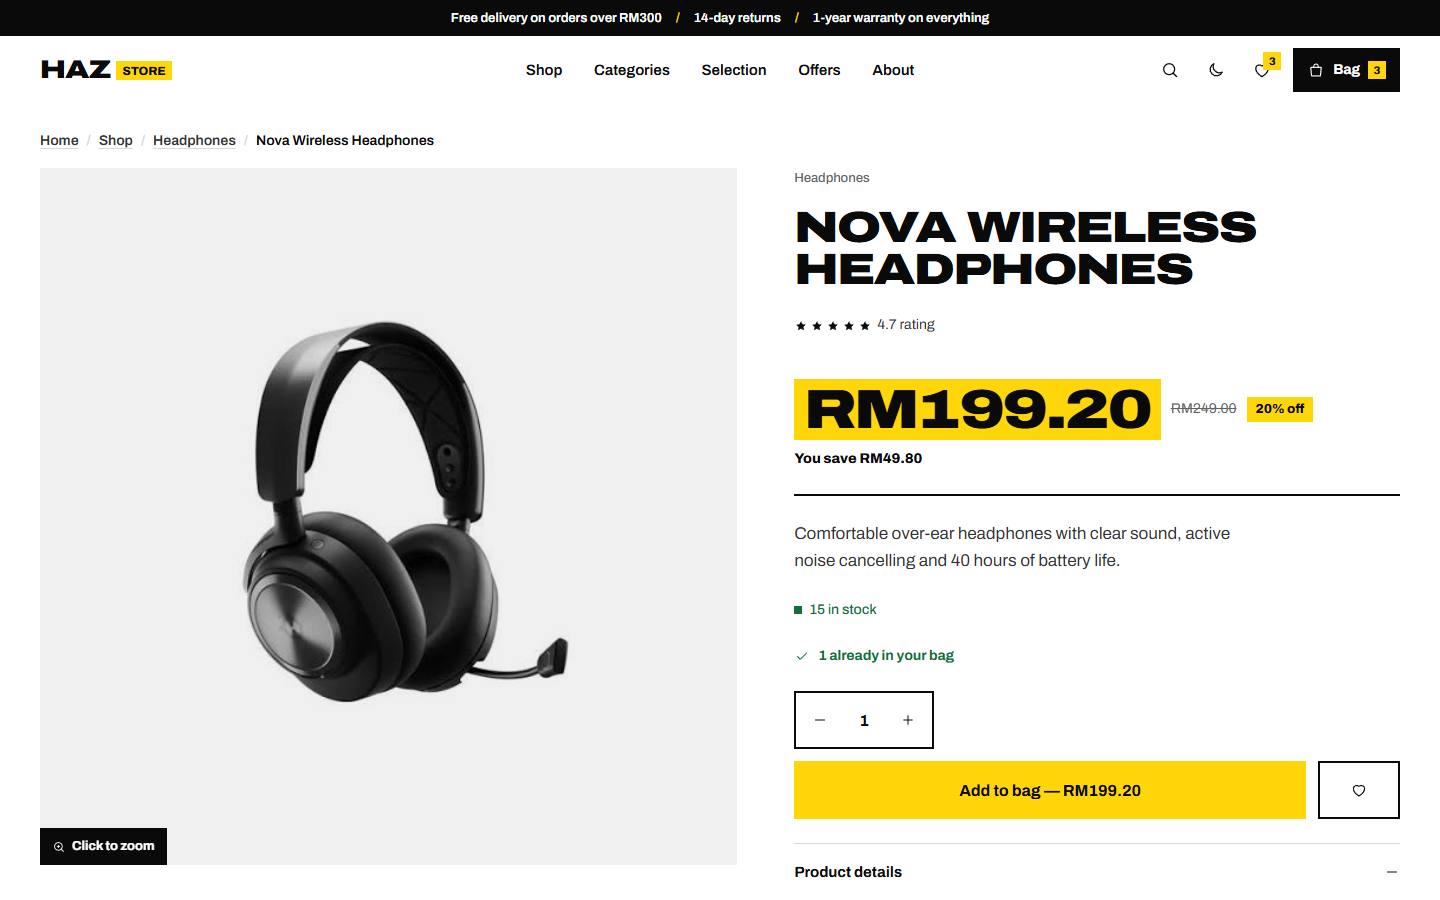 Free delivery on orders over RM300 / 14-day returns / 1-year warranty on everything
HAZ STORE
Shop Categories Selection Offers About
3
Bag 3
Home / Shop / Headphones / Nova Wireless Headphones
Headphones
NOVA WIRELESS
HEADPHONES
4.7 rating
RM199.20 RM249.00 20% off
You save RM49.80
Comfortable over-ear headphones with clear sound, active
noise cancelling and 40 hours of battery life.
15 in stock
1 already in your bag
− 1 +
Add to bag — RM199.20
Click to zoom
Product details −